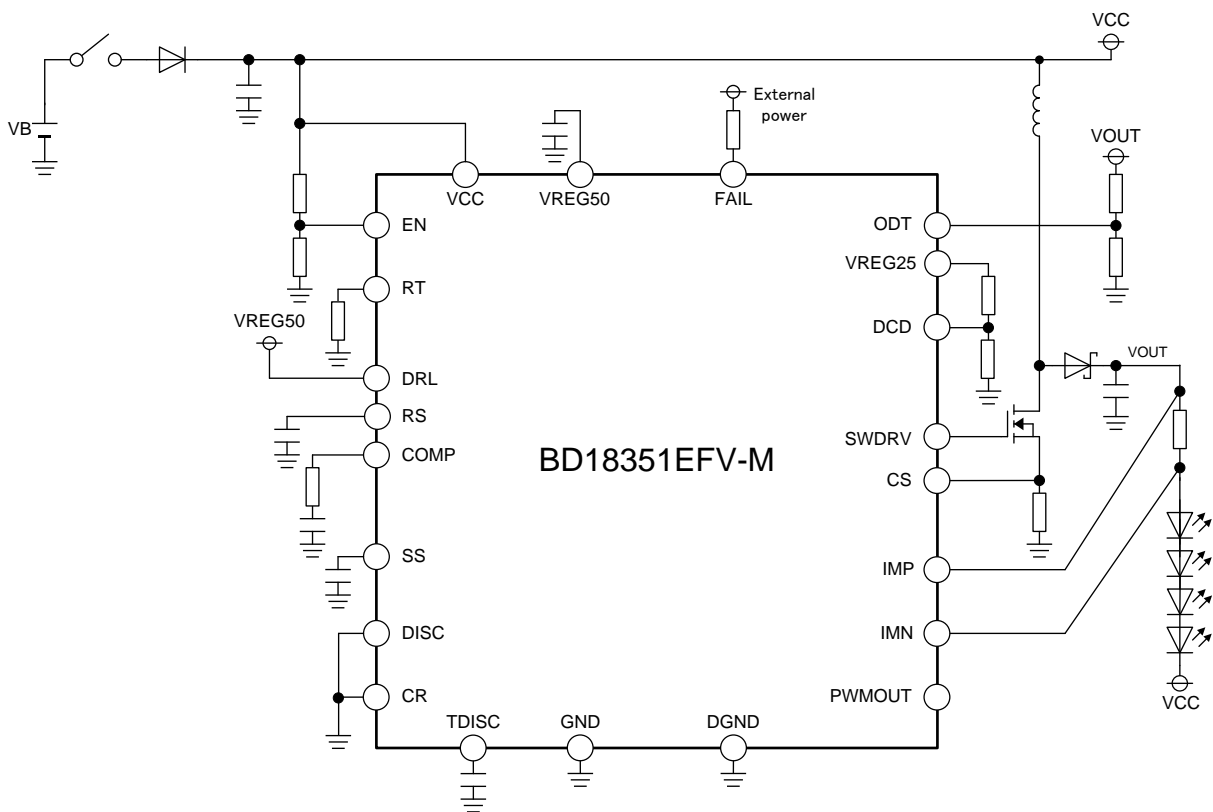 VCC
VB
External
power
VOUT
VCC
VREG50
FAIL
EN
ODT
VREG25
RT
VREG50
DCD
DRL
VOUT
RS
SWDRV
COMP
BD18351EFV-M
CS
SS
IMP
DISC
IMN
CR
PWMOUT
VCC
TDISC
GND
DGND